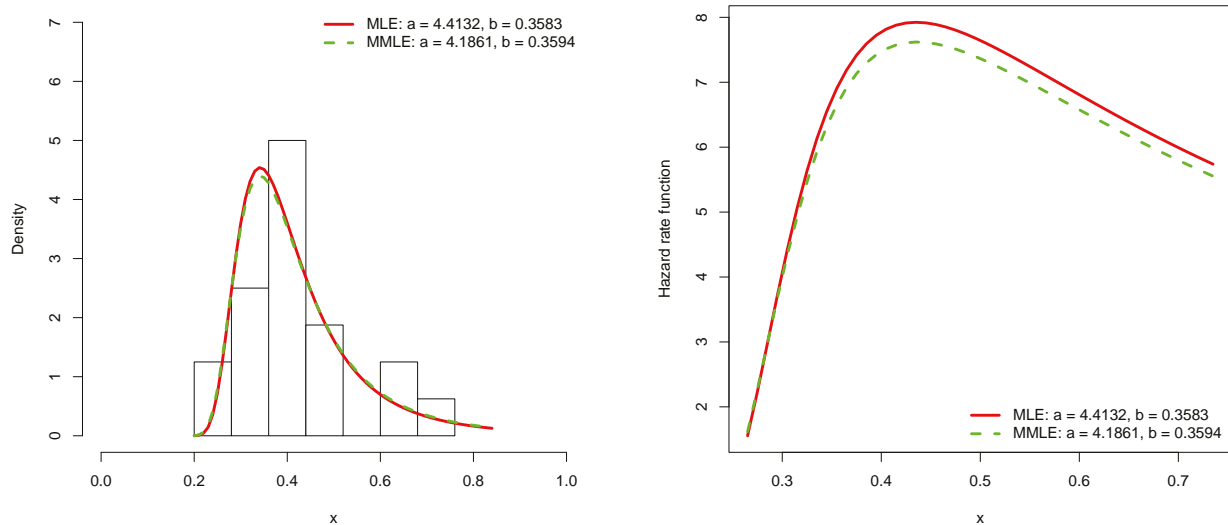 MLE: a = 4.4132, b = 0.3583
MMLE: a = 4.1861, b = 0.3594
Density
7
6
5
4
3
2
1
0
0.0 0.2 0.4 0.6 0.8 1.0
x
Hazard rate function
8
7
6
5
4
3
2
MLE: a = 4.4132, b = 0.3583
MMLE: a = 4.1861, b = 0.3594
0.3 0.4 0.5 0.6 0.7
x